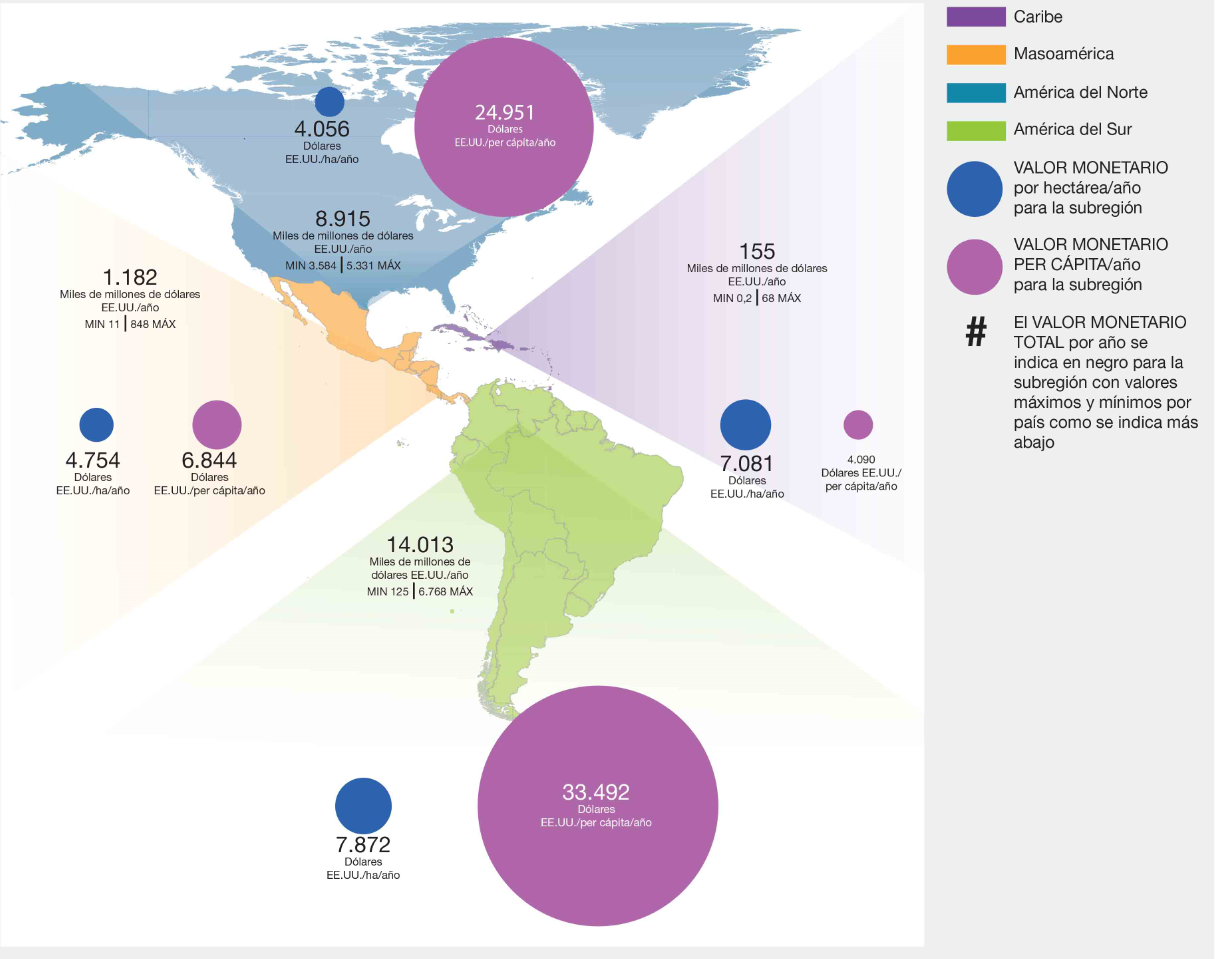 24.951
Dólares
EE.UU./per cápita/año
4.056
Dólares
EE.UU./ha/año
8.915
Miles de millones de dólares
EE.UU./año
MIN 3.584 | 5.331 MÁX
1.182
Miles de millones de dólares
EE.UU./año
MIN 11 | 848 MÁX
155
Miles de millones de dólares
EE.UU./año
MIN 0,2 | 68 MÁX
4.754
Dólares
EE.UU./ha/año
6.844
Dólares
EE.UU./per cápita/año
7.081
Dólares
EE.UU./ha/año
4.090
Dólares EE.UU./
per cápita/año
14.013
Miles de millones de
dólares EE.UU./año
MIN 125 | 6.768 MÁX
33.492
Dólares
EE.UU./per cápita/año
7.872
Dólares
EE.UU./ha/año
Caribe
Masoamérica
América del Norte
América del Sur
VALOR MONETARIO
por hectárea/año
para la subregión
VALOR MONETARIO
PER CÁPITA/año
para la subregión
#
El VALOR MONETARIO
TOTAL por año se
indica en negro para la
subregión con valores
máximos y mínimos por
país como se indica más
abajo